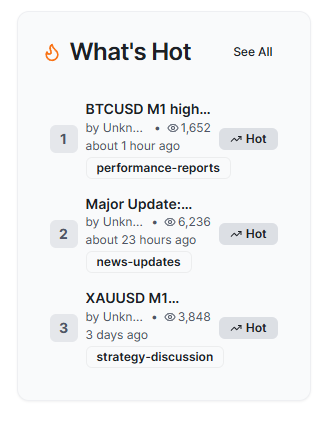 What's Hot
See All
1
BTCUSD M1 high...
by Unkn... • 1,652
about 1 hour ago
Hot
performance-reports
2
Major Update:...
by Unkn... • 6,236
about 23 hours ago
Hot
news-updates
3
XAUUSD M1...
by Unkn... • 3,848
3 days ago
Hot
strategy-discussion